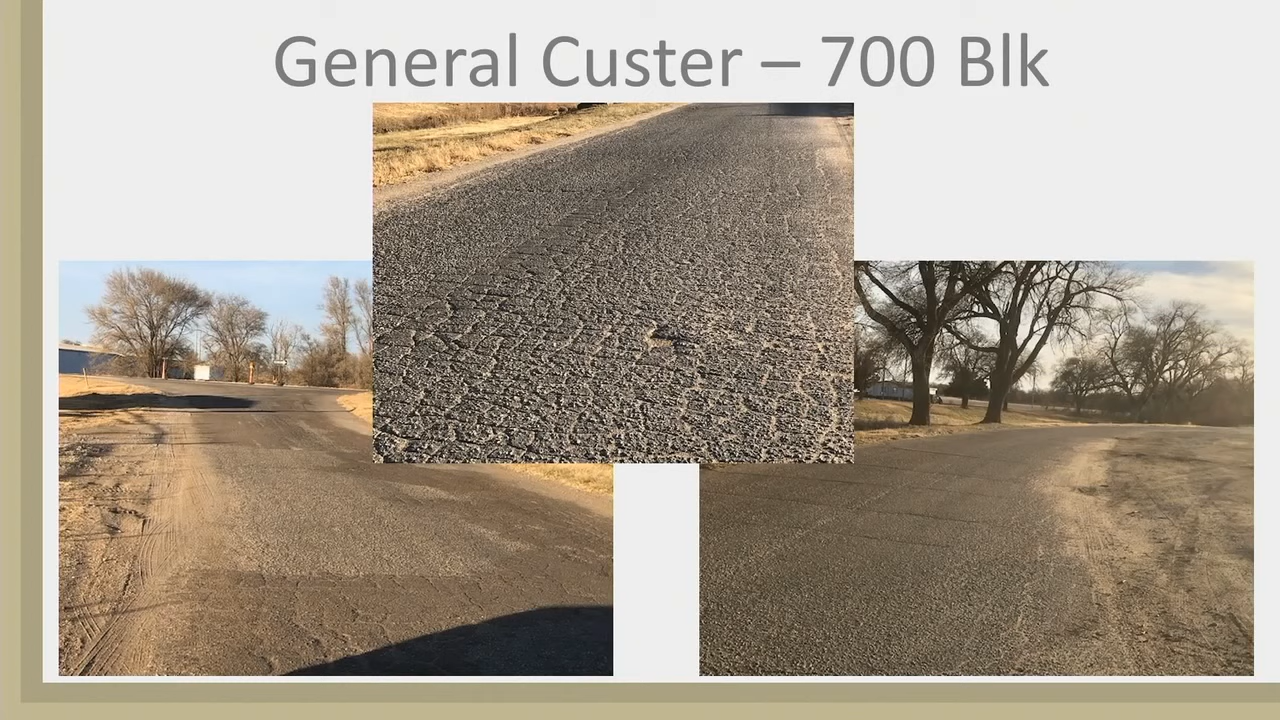 General Custer – 700 Blk